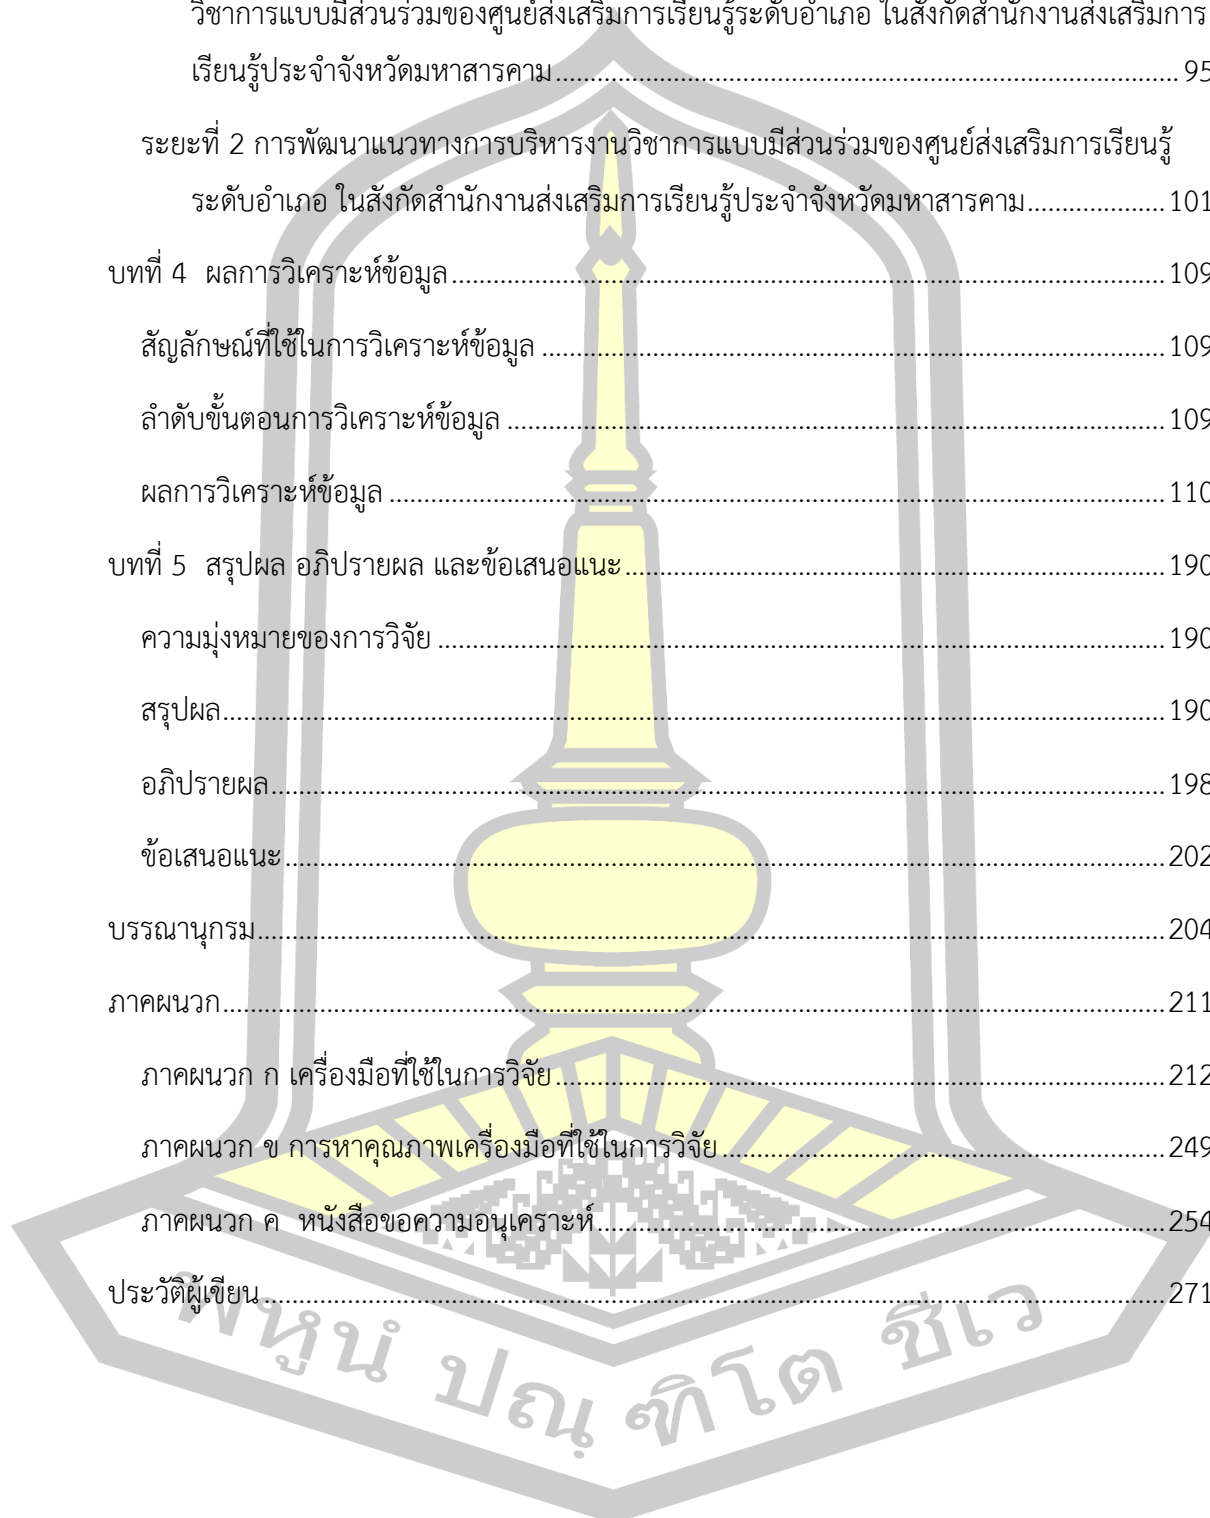 วิชาการแบบมีส่วนร่วมของศูนย์ส่งเสริมการเรียนรู้ระดับอำเภอ ในสังกัดสำนักงานส่งเสริมการ
เรียนรู้ประจำจังหวัดมหาสารคาม 95
ระยะที่ 2 การพัฒนาแนวทางการบริหารงานวิชาการแบบมีส่วนร่วมของศูนย์ส่งเสริมการเรียนรู้
ระดับอำเภอ ในสังกัดสำนักงานส่งเสริมการเรียนรู้ประจำจังหวัดมหาสารคาม 101
บทที่ 4 ผลการวิเคราะห์ข้อมูล 109
สัญลักษณ์ที่ใช้ในการวิเคราะห์ข้อมูล 109
ลำดับขั้นตอนการวิเคราะห์ข้อมูล 109
ผลการวิเคราะห์ข้อมูล 110
บทที่ 5 สรุปผล อภิปรายผล และข้อเสนอแนะ 190
ความมุ่งหมายของการวิจัย 190
สรุปผล 190
อภิปรายผล 198
ข้อเสนอแนะ 202
บรรณานุกรม 204
ภาคผนวก 211
ภาคผนวก ก เครื่องมือที่ใช้ในการวิจัย 212
ภาคผนวก ข การหาคุณภาพเครื่องมือที่ใช้ในการวิจัย 249
ภาคผนวก ค หนังสือขอความอนุเคราะห์ 254
ประวัติผู้เขียน 271
พหูนํ ปณฺฑิโต ชีเว